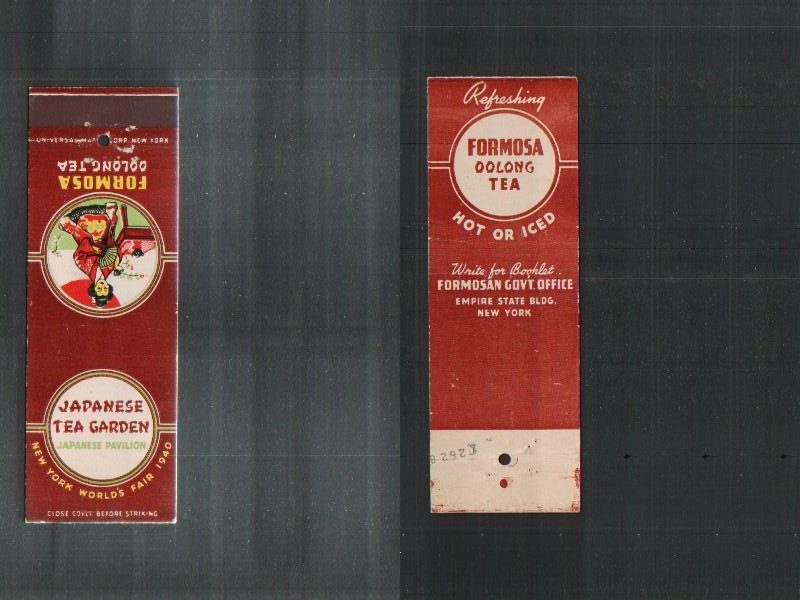 UNIVERSAL MATCH CORP. NEW YORK
FORMOSA
OOLONG TEA
JAPANESE
TEA GARDEN
JAPANESE PAVILION
NEW YORK WORLD'S FAIR 1940
CLOSE COVER BEFORE STRIKING
Refreshing
FORMOSA
OOLONG
TEA
HOT OR ICED
Write for Booklet..
FORMOSAN GOVT. OFFICE
EMPIRE STATE BLDG.
NEW YORK